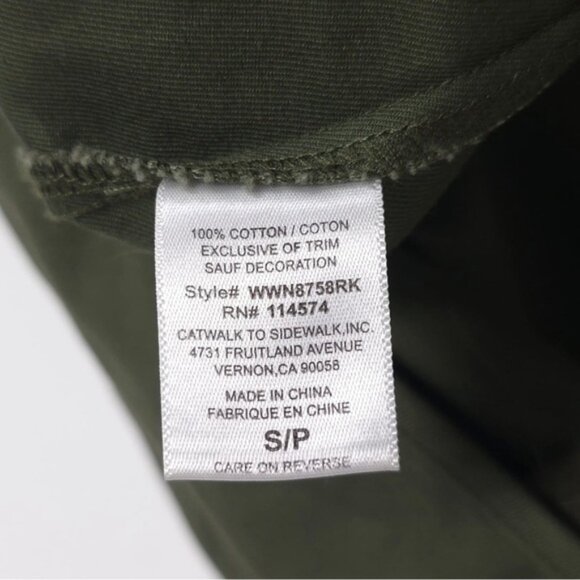 100% COTTON / COTON
EXCLUSIVE OF TRIM
SAUF DECORATION
Style# WWN8758RK
RN# 114574
CATWALK TO SIDEWALK,INC.
4731 FRUITLAND AVENUE
VERNON,CA 90058
MADE IN CHINA
FABRIQUE EN CHINE
S/P
CARE ON REVERSE